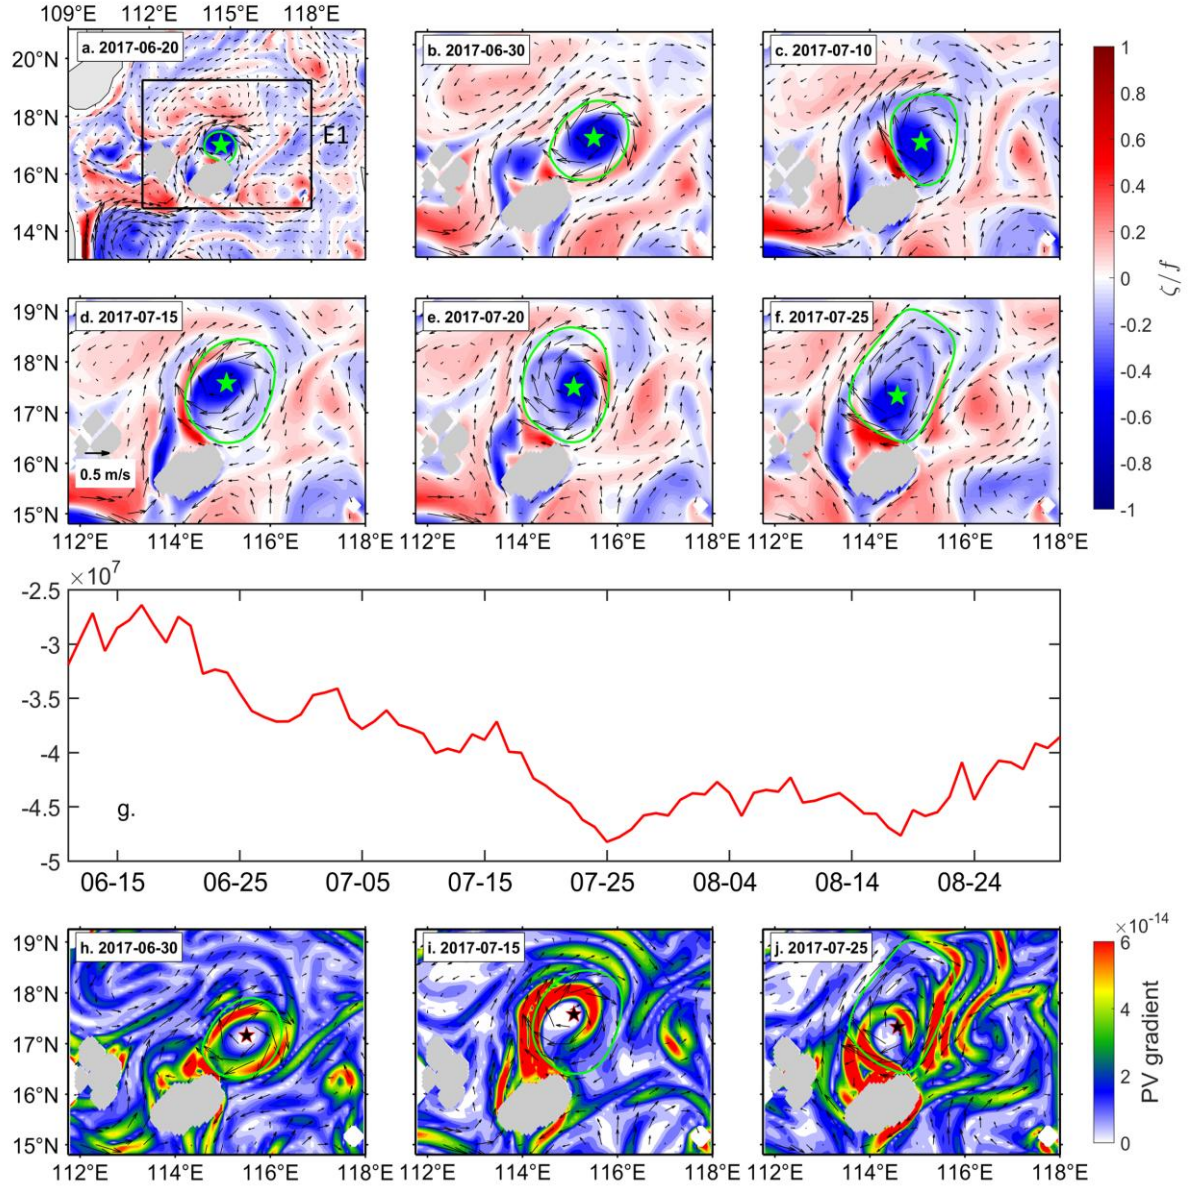 109°E 112°E 115°E 118°E
20°N
18°N
16°N
14°N
a. 2017-06-20
E1
b. 2017-06-30
c. 2017-07-10
1
0.8
0.6
0.4
0.2
0
-0.2
-0.4
-0.6
-0.8
-1
ζ/f
19°N
18°N
17°N
16°N
15°N
d. 2017-07-15
0.5 m/s
e. 2017-07-20
f. 2017-07-25
112°E 114°E 116°E 118°E
112°E 114°E 116°E 118°E
112°E 114°E 116°E 118°E
×10⁷
-2.5
-3
-3.5
-4
-4.5
-5
g.
06-15 06-25 07-05 07-15 07-25 08-04 08-14 08-24
19°N
18°N
17°N
16°N
15°N
h. 2017-06-30
i. 2017-07-15
j. 2017-07-25
×10⁻¹⁴
6
4
2
0
PV gradient
112°E 114°E 116°E 118°E
112°E 114°E 116°E 118°E
112°E 114°E 116°E 118°E